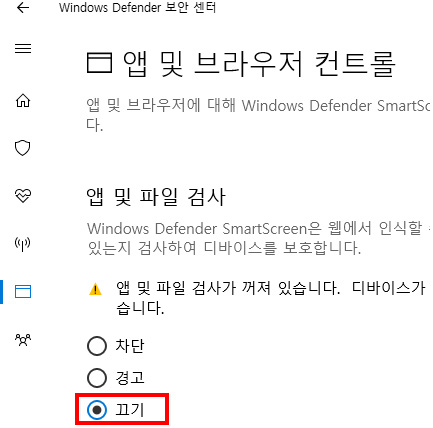 Windows Defender 보안 센터
앱 및 브라우저 컨트롤
앱 및 브라우저에 대해 Windows Defender SmartSc
다.
앱 및 파일 검사
Windows Defender SmartScreen은 웹에서 인식할
있는지 검사하여 디바이스를 보호합니다.
앱 및 파일 검사가 꺼져 있습니다. 디바이스가
습니다.
차단
경고
끄기